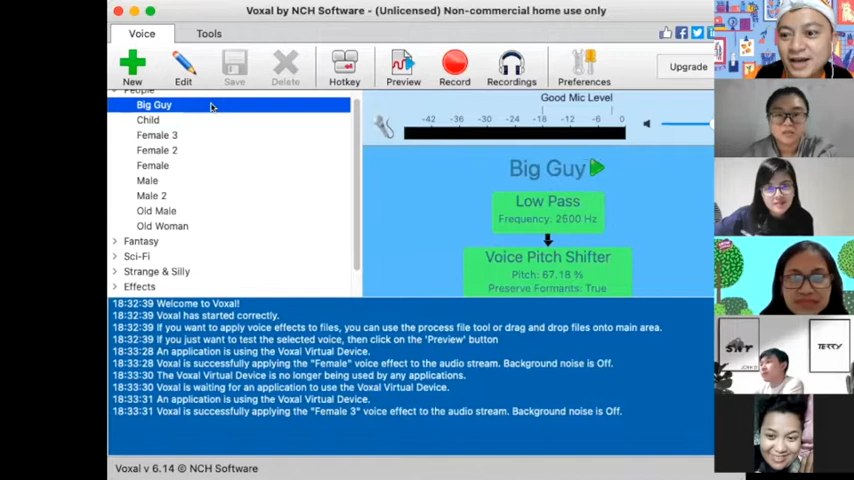 Voxal by NCH Software - (Unlicensed) Non-commercial home use only
Voice
Tools
New
Edit
Save
Delete
Hotkey
Preview
Record
Recordings
Preferences
Upgrade
People
Big Guy
Child
Female 3
Female 2
Female
Male
Male 2
Old Male
Old Woman
Fantasy
Sci-Fi
Strange & Silly
Effects
Good Mic Level
-42 -36 -30 -24 -18 -12 -6 0
Big Guy
Low Pass
Frequency: 2500 Hz
Voice Pitch Shifter
Pitch: 67.18 %
Preserve Formants: True
18:32:39 Welcome to Voxal!
18:32:39 Voxal has started correctly.
18:32:39 If you want to apply voice effects to files, you can use the process file tool or drag and drop files onto main area.
18:32:39 If you just want to test the selected voice, then click on the 'Preview' button
18:33:28 An application is using the Voxal Virtual Device.
18:33:28 Voxal is successfully applying the "Female" voice effect to the audio stream. Background noise is Off.
18:33:30 The Voxal Virtual Device is no longer being used by any applications.
18:33:30 Voxal is waiting for an application to use the Voxal Virtual Device.
18:33:31 An application is using the Voxal Virtual Device.
18:33:31 Voxal is successfully applying the "Female 3" voice effect to the audio stream. Background noise is Off.
Voxal v 6.14 © NCH Software
TERRY